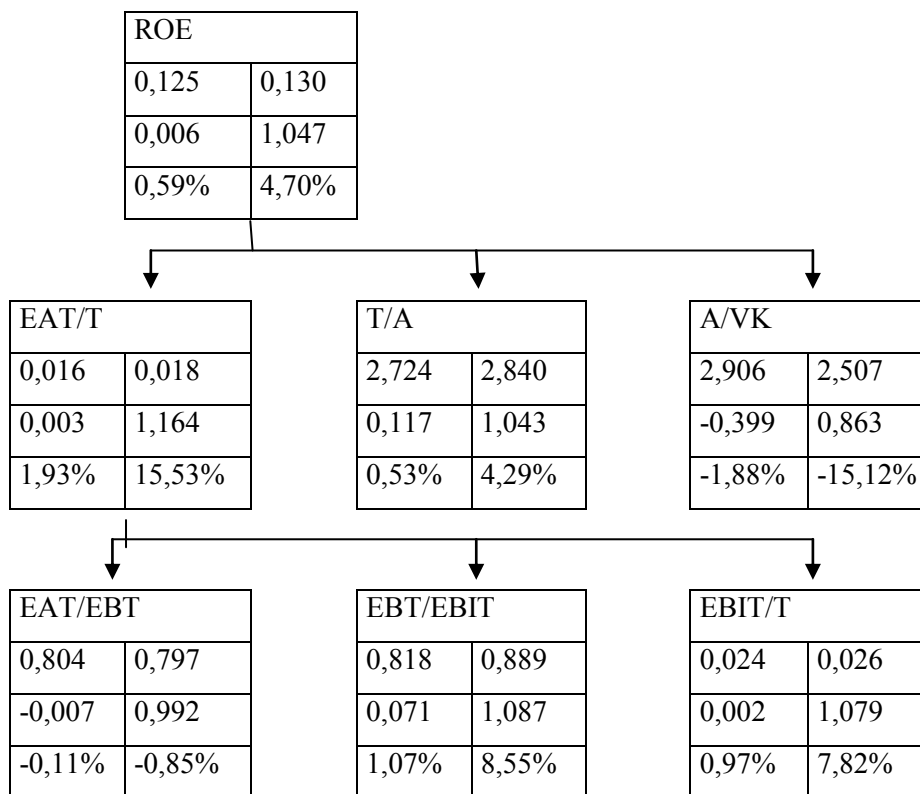 ROE
0,125 0,130
0,006 1,047
0,59% 4,70%
EAT/T T/A A/VK
0,016 0,018 2,724 2,840 2,906 2,507
0,003 1,164 0,117 1,043 -0,399 0,863
1,93% 15,53% 0,53% 4,29% -1,88% -15,12%
EAT/EBT EBT/EBIT EBIT/T
0,804 0,797 0,818 0,889 0,024 0,026
-0,007 0,992 0,071 1,087 0,002 1,079
-0,11% -0,85% 1,07% 8,55% 0,97% 7,82%